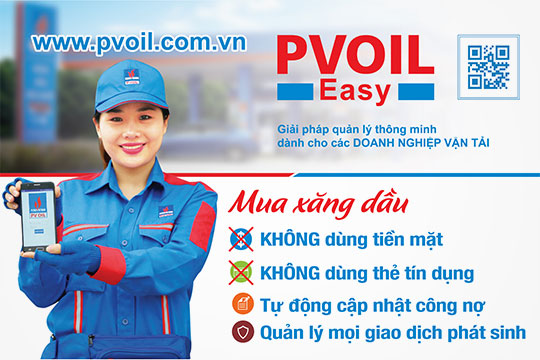 www.pvoil.com.vn
PVOIL
Easy
Giải pháp quản lý thông minh
dành cho các DOANH NGHIỆP VẬN TẢI
Mua xăng dầu
KHÔNG dùng tiền mặt
KHÔNG dùng thẻ tín dụng
Tự động cập nhật công nợ
Quản lý mọi giao dịch phát sinh
PV OIL